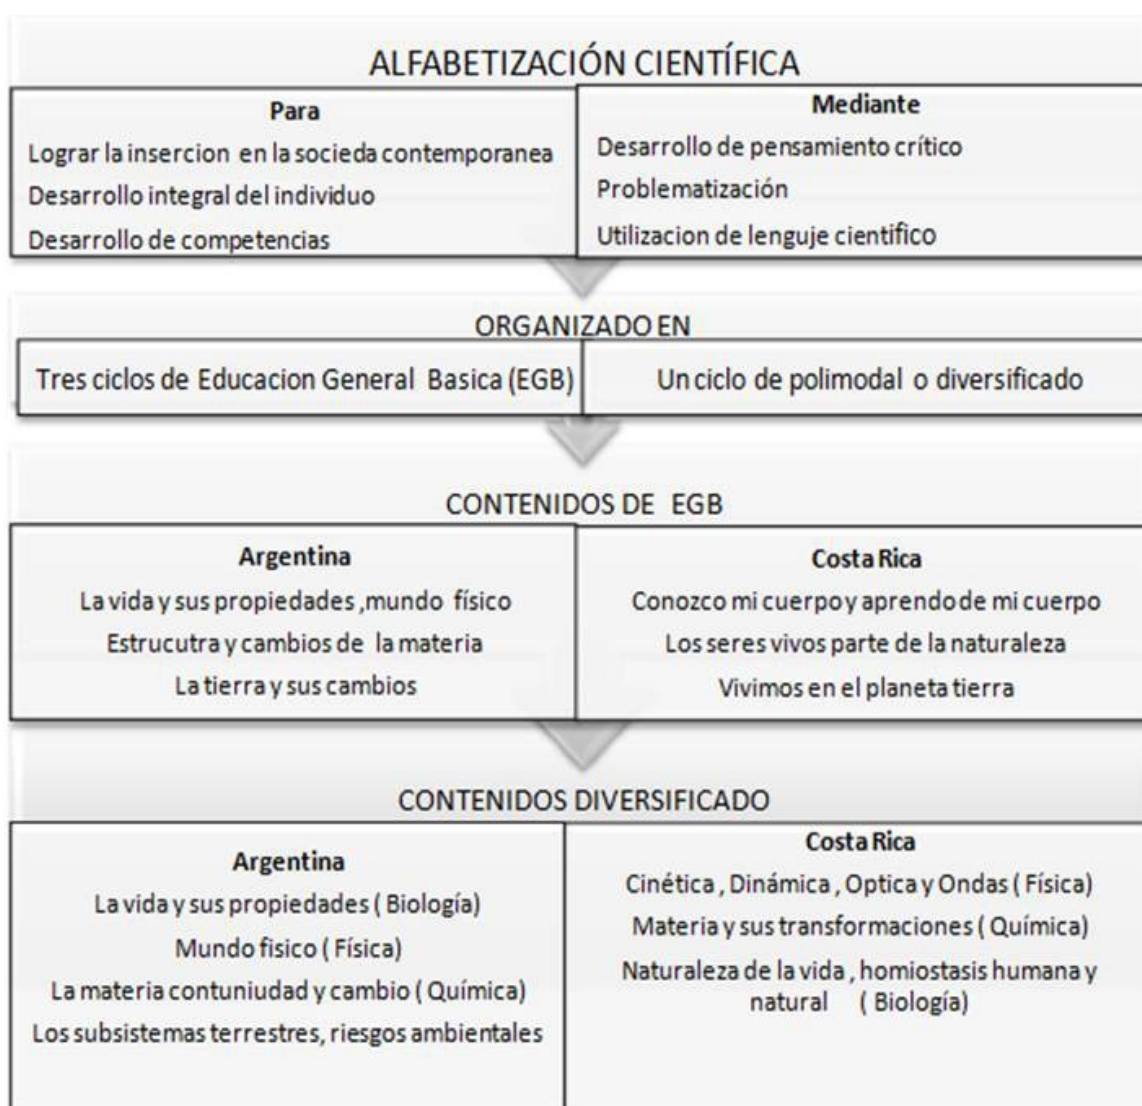 ALFABETIZACIÓN CIENTÍFICA
Para
Lograr la insercion en la socieda contemporanea
Desarrollo integral del individuo
Desarrollo de competencias
Mediante
Desarrollo de pensamiento crítico
Problematización
Utilizacion de lenguje científico
ORGANIZADO EN
Tres ciclos de Educacion General Basica (EGB)
Un ciclo de polimodal o diversificado
CONTENIDOS DE EGB
Argentina
La vida y sus propiedades ,mundo físico
Estrucutra y cambios de la materia
La tierra y sus cambios
Costa Rica
Conozco mi cuerpo y aprendo de mi cuerpo
Los seres vivos parte de la naturaleza
Vivimos en el planeta tierra
CONTENIDOS DIVERSIFICADO
Argentina
La vida y sus propiedades ( Biología)
Mundo fisico ( Física)
La materia contuniudad y cambio ( Química)
Los subsistemas terrestres, riesgos ambientales
Costa Rica
Cinética , Dinámica , Optica y Ondas ( Física)
Materia y sus transformaciones ( Química)
Naturaleza de la vida , homiostasis humana y
natural ( Biología)